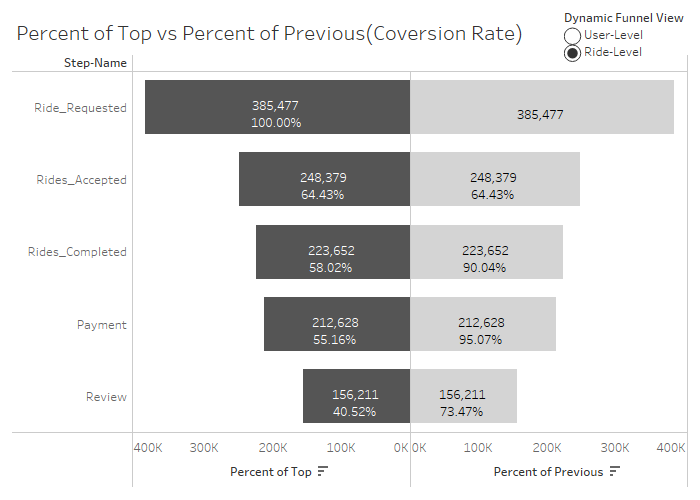 Percent of Top vs Percent of Previous(Coversion Rate)
Dynamic Funnel View
User-Level
Ride-Level
Step-Name
Ride_Requested
385,477
100.00%
385,477
Rides_Accepted
248,379
64.43%
248,379
64.43%
Rides_Completed
223,652
58.02%
223,652
90.04%
Payment
212,628
55.16%
212,628
95.07%
Review
156,211
40.52%
156,211
73.47%
400K 300K 200K 100K 0K 0K 100K 200K 300K 400K
Percent of Top Percent of Previous